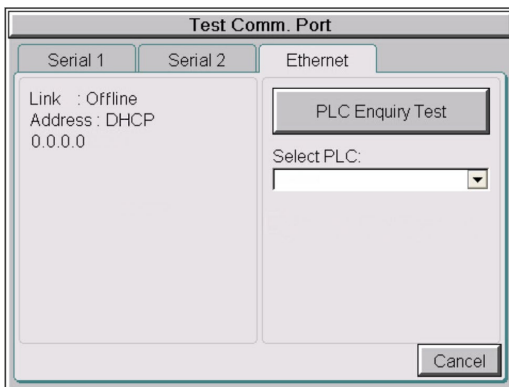 Test Comm. Port
Serial 1
Serial 2
Ethernet
Link : Offline
Address : DHCP
0.0.0.0
PLC Enquiry Test
Select PLC:
Cancel